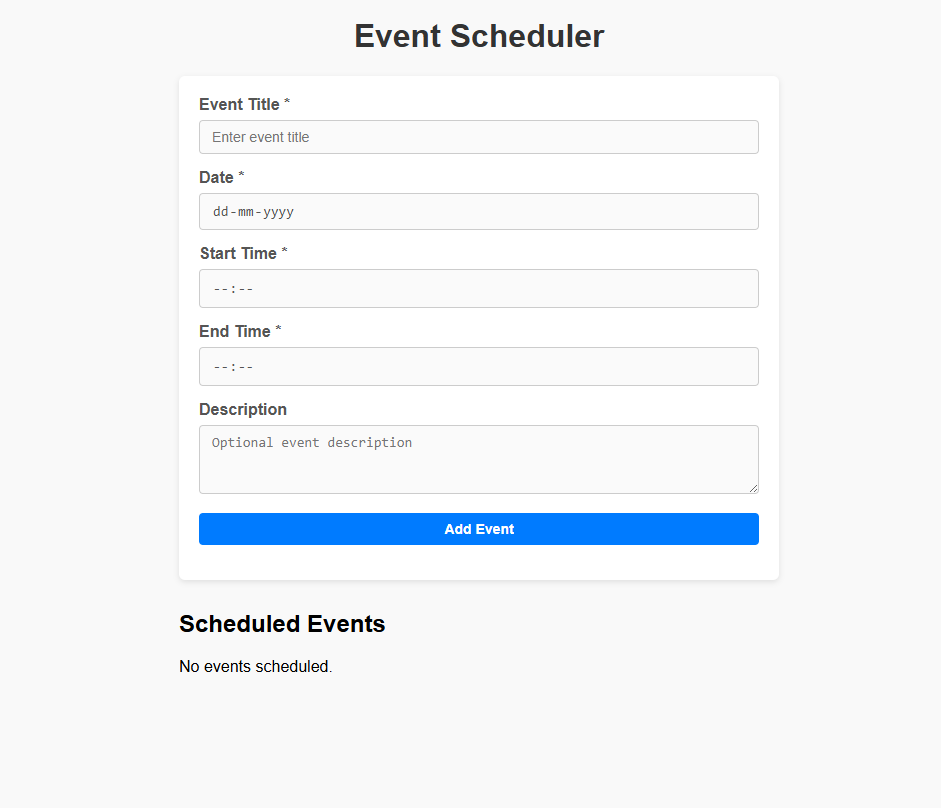 Event Scheduler
Event Title *
Enter event title
Date *
dd-mm-yyyy
Start Time *
--:--
End Time *
--:--
Description
Optional event description
Add Event
Scheduled Events
No events scheduled.